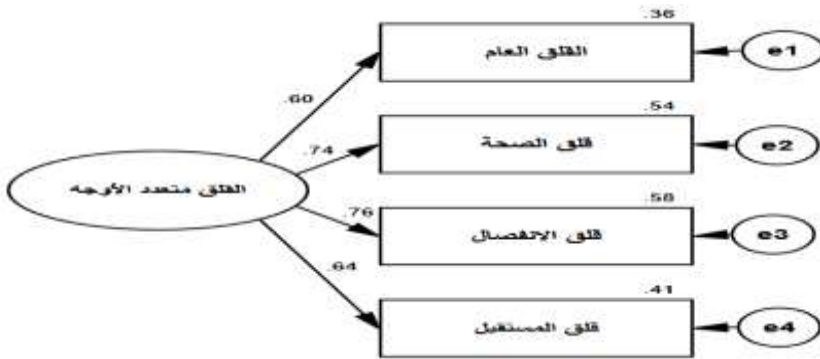 .36
القلق العام
e1
.60
.54
قلق الصحة
e2
.74
القلق متعدد الأوجه
.58
قلق الانفصال
e3
.76
.64
.41
قلق المستقبل
e4